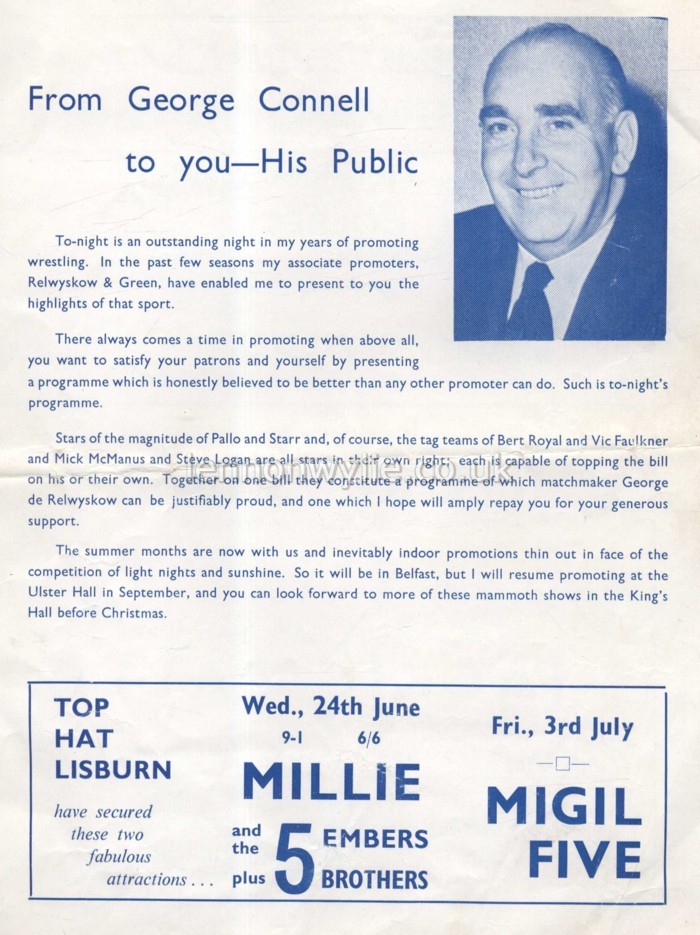 From George Connell
to you—His Public
To-night is an outstanding night in my years of promoting
wrestling. In the past few seasons my associate promoters,
Relwyskow & Green, have enabled me to present to you the
highlights of that sport.
There always comes a time in promoting when above all,
you want to satisfy your patrons and yourself by presenting
a programme which is honestly believed to be better than any other promoter can do. Such is to-night's
programme.
Stars of the magnitude of Pallo and Starr and, of course, the tag teams of Bert Royal and Vic Faulkner
and Mick McManus and Steve Logan are all stars in their own right; each is capable of topping the bill
lennonwylie.co.uk
on his or their own. Together on one bill they constitute a programme of which matchmaker George
de Relwyskow can be justifiably proud, and one which I hope will amply repay you for your generous
support.
The summer months are now with us and inevitably indoor promotions thin out in face of the
competition of light nights and sunshine. So it will be in Belfast, but I will resume promoting at the
Ulster Hall in September, and you can look forward to more of these mammoth shows in the King's
Hall before Christmas.
TOP
HAT
LISBURN
have secured
these two
fabulous
attractions...
Wed., 24th June
9-1 6/6
MILLIE
and
the
plus
5 EMBERS
BROTHERS
Fri., 3rd July
MIGIL
FIVE